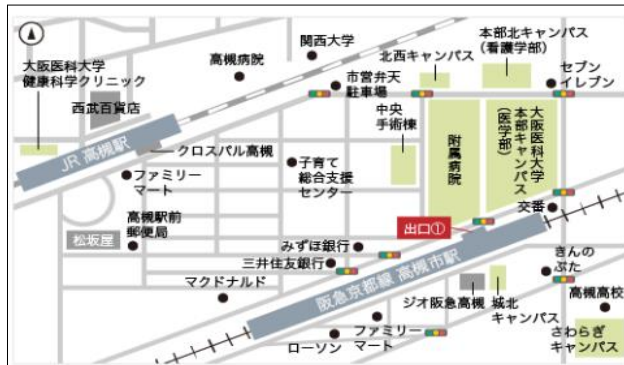 関西大学
本部北キャンパス
(看護学部)
北西キャンパス
大阪医科大学
健康科学クリニック
高槻病院
市営弁天
駐車場
セブン
イレブン
西武百貨店
中央
手術棟
大阪医科大学
本部キャンパス
(医学部)
附属病院
JR 高槻駅
クロスパル高槻
子育て
総合支援
センター
ファミリー
マート
交番
高槻駅前
郵便局
松坂屋
出口①
みずほ銀行
三井住友銀行
きんの
ぶた
マクドナルド
阪急京都線 高槻市駅
ジオ阪急高槻
城北
キャンパス
高槻高校
ファミリー
マート
ローソン
さわらぎ
キャンパス